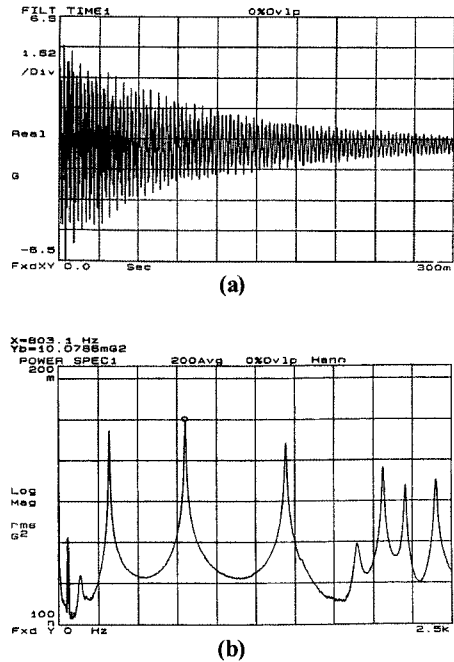 FILT TIME1 0%Ovlp
6.5
1.62
/Div
Real
G
-6.5
FxdXY 0.0 Sec 300m
(a)
X=803.1 Hz
Yb=10.0786mG2
POWER SPEC1 200Avg 0%Ovlp Hann
200
m
Log
Mag
rms
G2
100
n
Fxd Y 0 Hz 2.5k
(b)